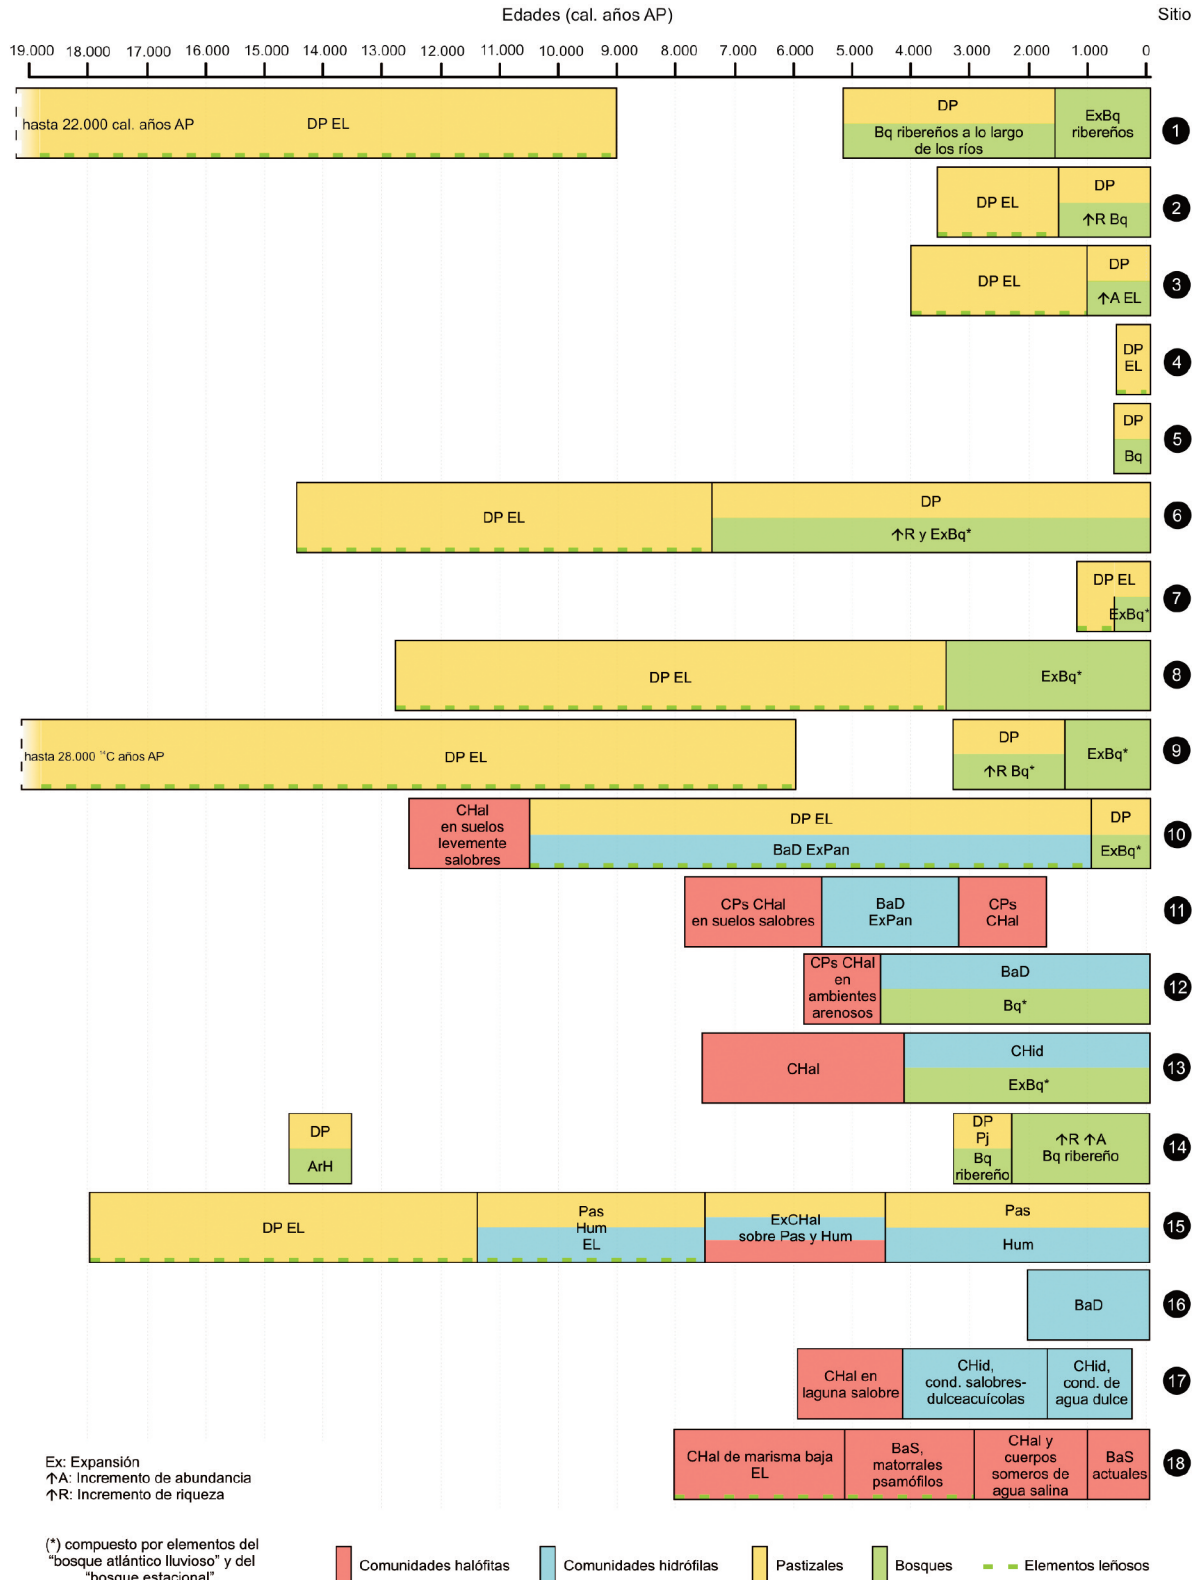 Edades (cal. años AP)
Sitio
19.000 18.000 17.000 16.000 15.000 14.000 13.000 12.000 11.000 10.000 9.000 8.000 7.000 6.000 5.000 4.000 3.000 2.000 1.000 0
hasta 22.000 cal. años AP
DP EL
DP
Bq ribereños a lo largo
de los ríos
ExBq
ribereños
1
DP EL
DP
↑R Bq
2
DP EL
DP
↑A EL
3
DP
EL
4
DP
Bq
5
DP EL
DP
↑R y ExBq*
6
DP EL
ExBq*
7
DP EL
ExBq*
8
hasta 28.000 ¹⁴C años AP
DP EL
DP
↑R Bq*
ExBq*
9
CHal
en suelos
levemente
salobres
DP EL
BaD ExPan
DP
ExBq*
10
CPs CHal
en suelos salobres
BaD
ExPan
CPs
CHal
11
CPs CHal
en
ambientes
arenosos
BaD
Bq*
12
CHal
CHid
ExBq*
13
DP
ArH
DP
Pj
Bq
ribereño
↑R ↑A
Bq ribereño
14
DP EL
Pas
Hum
EL
ExCHal
sobre Pas y Hum
Pas
Hum
15
BaD
16
CHal en
laguna salobre
CHid,
cond. salobres-
dulceacuícolas
CHid,
cond. de
agua dulce
17
CHal de marisma baja
EL
BaS,
matorrales
psamófilos
CHal y
cuerpos
someros de
agua salina
BaS
actuales
18
Ex: Expansión
↑A: Incremento de abundancia
↑R: Incremento de riqueza
(*) compuesto por elementos del
"bosque atlántico lluvioso" y del
"bosque estacional"
Comunidades halófitas
Comunidades hidrófilas
Pastizales
Bosques
Elementos leñosos